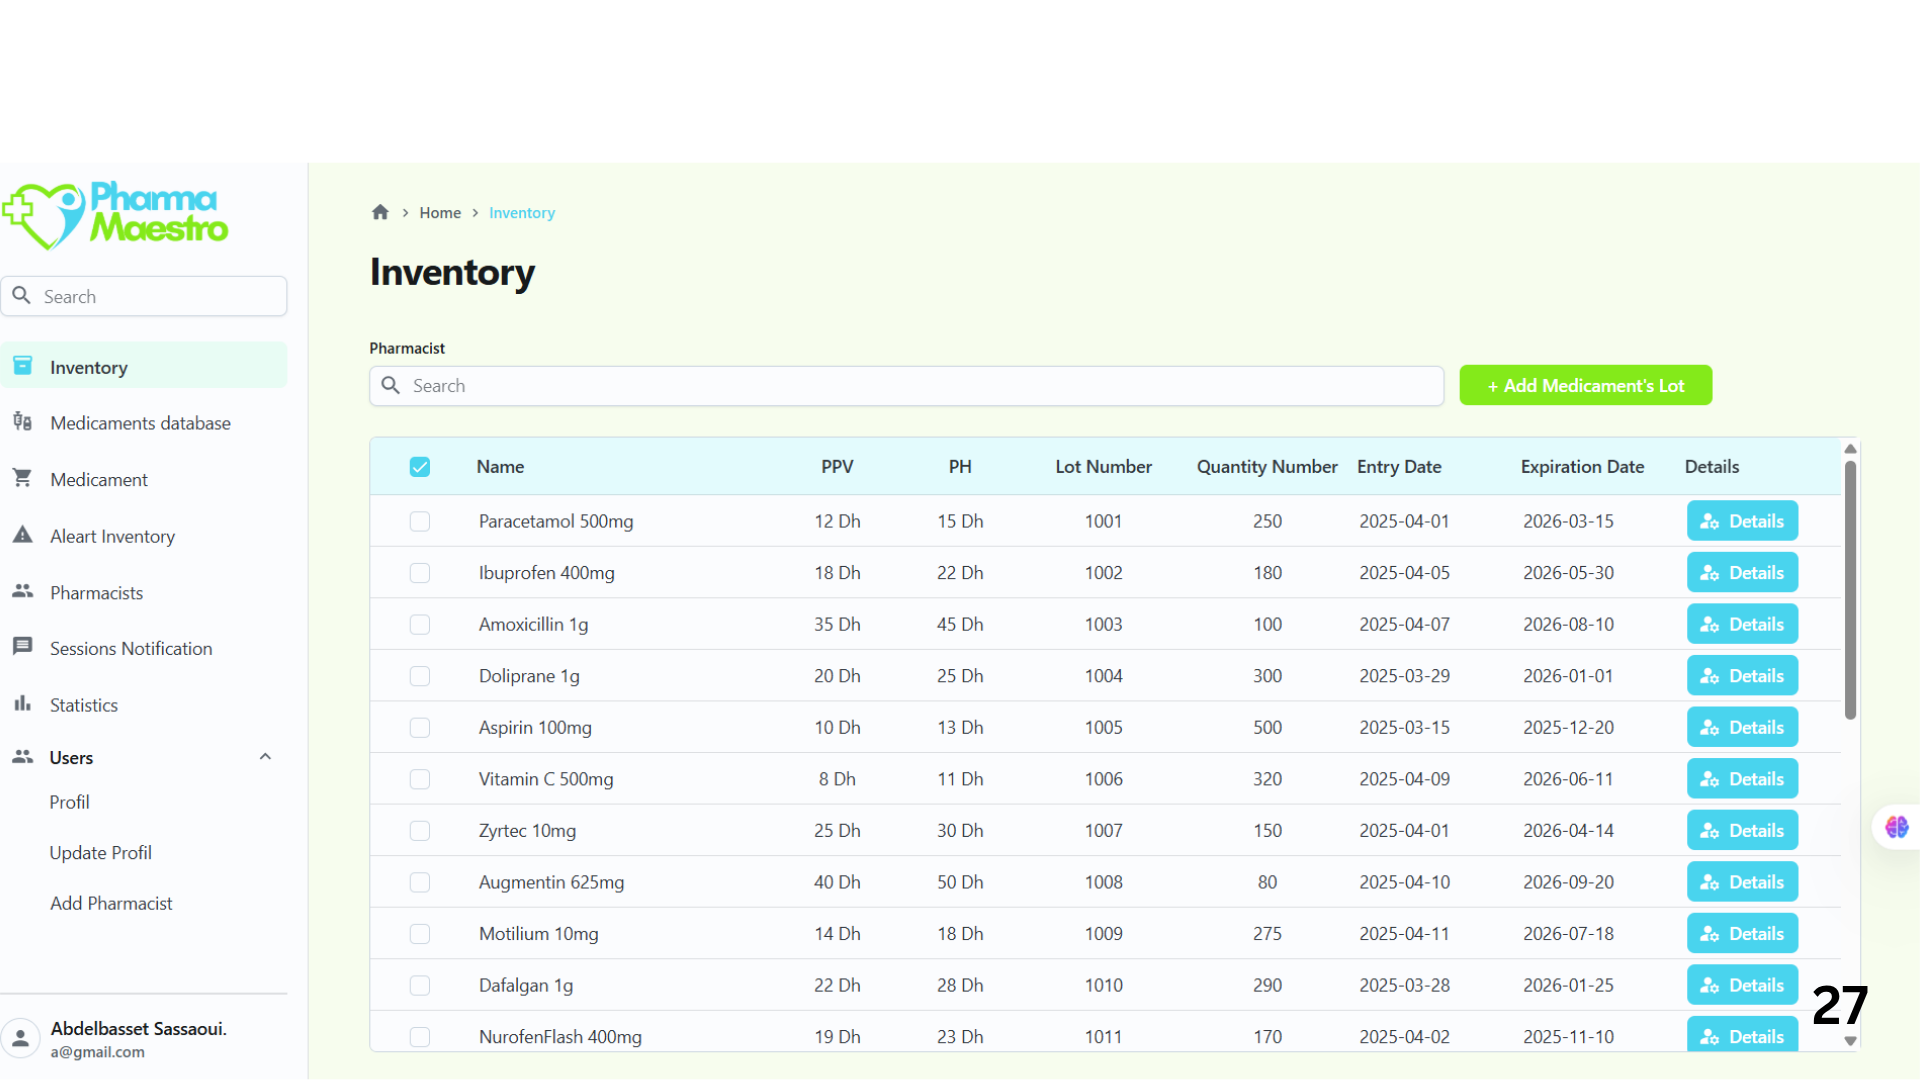 Pharma
Maestro
Search
Inventory
Medicaments database
Medicament
Aleart Inventory
Pharmacists
Sessions Notification
Statistics
Users
Profil
Update Profil
Add Pharmacist
Abdelbasset Sassaoui.
a@gmail.com
Home Inventory
Inventory
Pharmacist
Search + Add Medicament's Lot
Name PPV PH Lot Number Quantity Number Entry Date Expiration Date Details
Paracetamol 500mg 12 Dh 15 Dh 1001 250 2025-04-01 2026-03-15 Details
Ibuprofen 400mg 18 Dh 22 Dh 1002 180 2025-04-05 2026-05-30 Details
Amoxicillin 1g 35 Dh 45 Dh 1003 100 2025-04-07 2026-08-10 Details
Doliprane 1g 20 Dh 25 Dh 1004 300 2025-03-29 2026-01-01 Details
Aspirin 100mg 10 Dh 13 Dh 1005 500 2025-03-15 2025-12-20 Details
Vitamin C 500mg 8 Dh 11 Dh 1006 320 2025-04-09 2026-06-11 Details
Zyrtec 10mg 25 Dh 30 Dh 1007 150 2025-04-01 2026-04-14 Details
Augmentin 625mg 40 Dh 50 Dh 1008 80 2025-04-10 2026-09-20 Details
Motilium 10mg 14 Dh 18 Dh 1009 275 2025-04-11 2026-07-18 Details
Dafalgan 1g 22 Dh 28 Dh 1010 290 2025-03-28 2026-01-25 Details
NurofenFlash 400mg 19 Dh 23 Dh 1011 170 2025-04-02 2025-11-10 Details
27